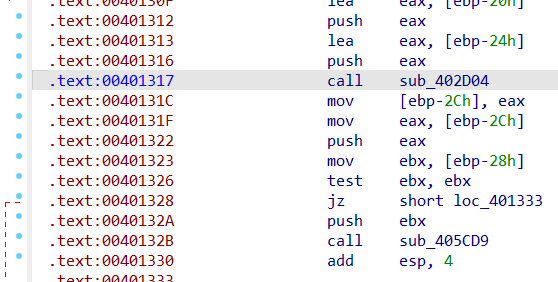 .text:0040130F lea eax, [ebp-20h]
.text:00401312 push eax
.text:00401313 lea eax, [ebp-24h]
.text:00401316 push eax
.text:00401317 call sub_402D04
.text:0040131C mov [ebp-2Ch], eax
.text:0040131F mov eax, [ebp-2Ch]
.text:00401322 push eax
.text:00401323 mov ebx, [ebp-28h]
.text:00401326 test ebx, ebx
.text:00401328 jz short loc_401333
.text:0040132A push ebx
.text:0040132B call sub_405CD9
.text:00401330 add esp, 4
.text:00401333